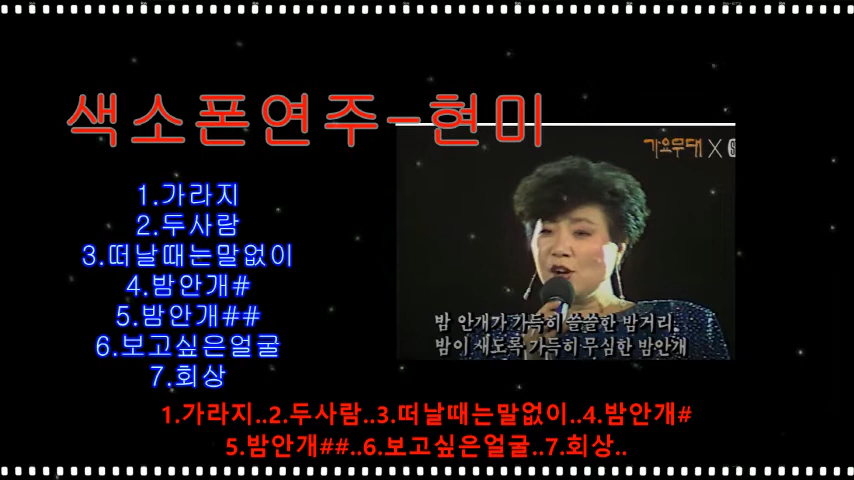 색소폰연주-현미
가요무대 X
1.가라지
2.두사람
3.떠날때는말없이
4.밤안개#
5.밤안개##
6.보고싶은얼굴
7.회상
밤 안개가 가득히 쓸쓸한 밤거리.
밤이 새도록 가득히 무심한 밤안개
1.가라지..2.두사람..3.떠날때는말없이..4.밤안개#
5.밤안개##..6.보고싶은얼굴..7.회상..